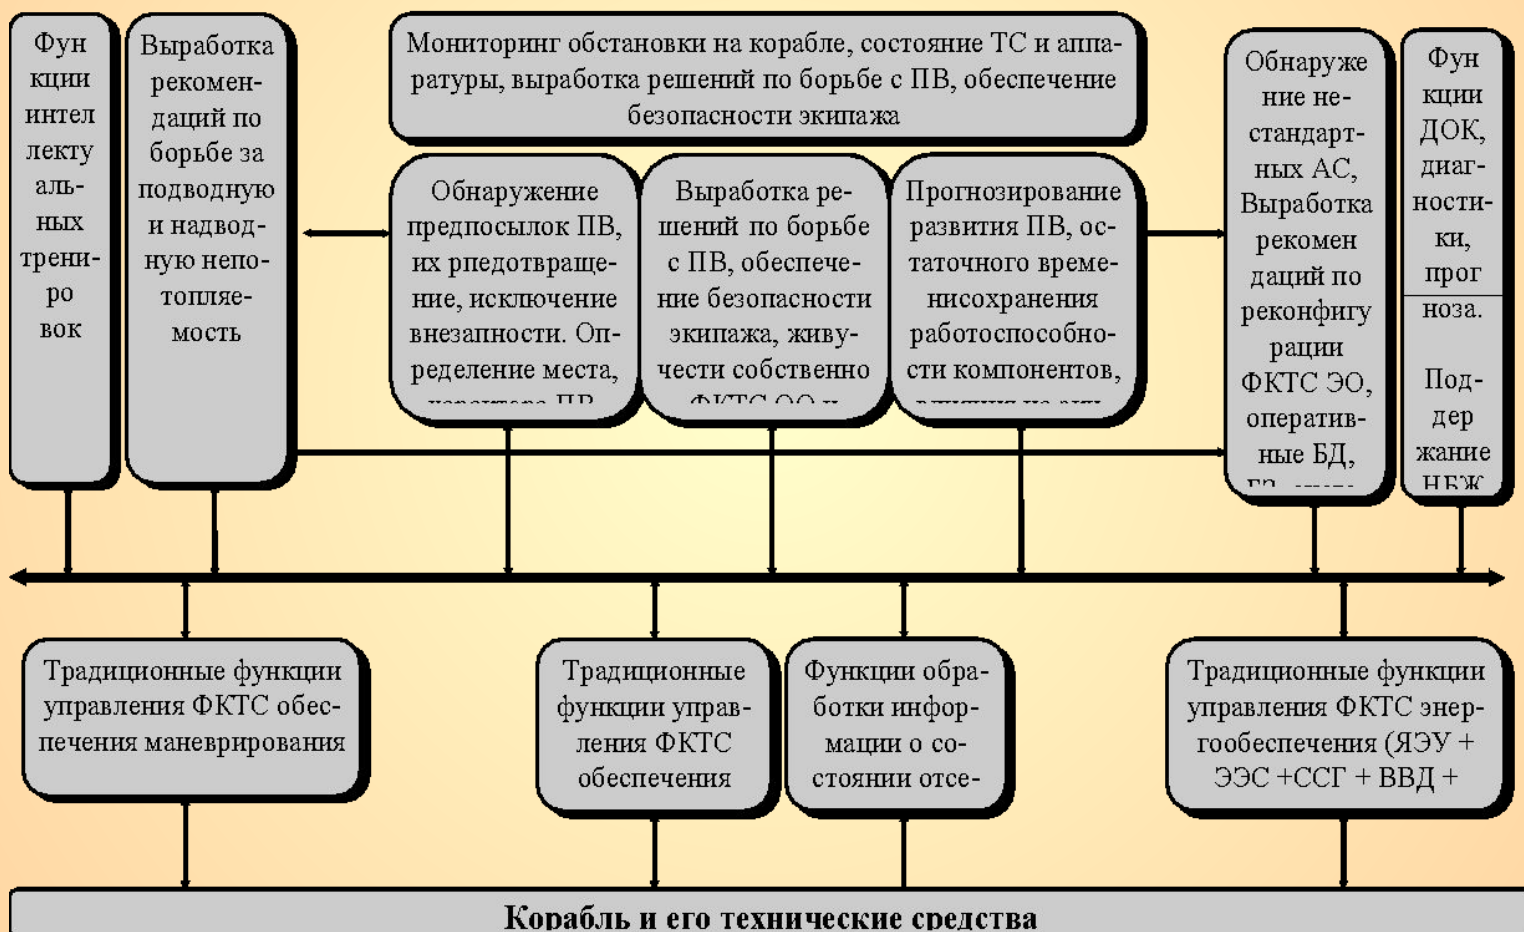 Фун
кции
интел
лекту
аль-
ных
трени-
ро
вок
Выработка
рекомен-
даций по
борьбе за
подводную
и надвод-
ную непо-
топляе-
мость
Мониторинг обстановки на корабле, состояние ТС и аппа-
ратуры, выработка решений по борьбе с ПВ, обеспечение
безопасности экипажа
Обнаружение
предпосылок ПВ,
их рпедотвраще-
ние, исключение
внезапности. Оп-
ределение места,
характера ПВ
Выработка ре-
шений по борьбе
с ПВ, обеспече-
ние безопасности
экипажа, живу-
чести собственно
ФКТС ЭО и
Прогнозирование
развития ПВ, ос-
таточного време-
нисохранения
работоспособно-
сти компонентов,
влияния на
Обнаруже
ние не-
стандарт-
ных АС,
Выработка
рекомен
даций по
реконфигу
рации
ФКТС ЭО,
оператив-
ные БД,
Фун
кции
ДОК,
диаг-
ности-
ки,
прог
ноза.
Под-
дер
жание
НБЖ
Традиционные функции
управления ФКТС обес-
печения маневрирования
Традиционные
функции управ-
ления ФКТС
обеспечения
Функции обра-
ботки инфор-
мации о со-
стоянии отсе-
Традиционные функции
управления ФКТС энер-
гообеспечения (ЯЭУ +
ЭЭС +ССГ + ВВД +
Корабль и его технические средства